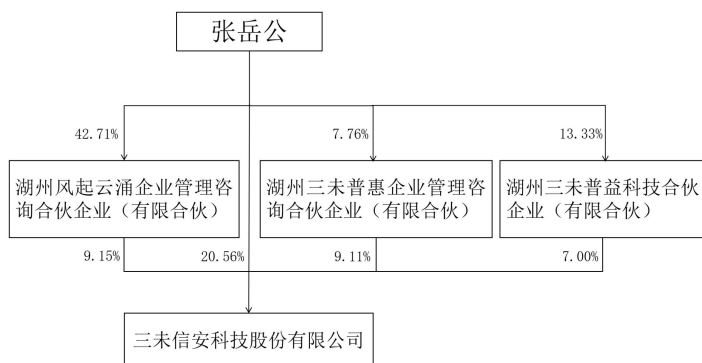 张岳公
42.71%
7.76%
13.33%
湖州风起云涌企业管理咨
询合伙企业（有限合伙）
湖州三未普惠企业管理咨
询合伙企业（有限合伙）
湖州三未普益科技合伙
企业（有限合伙）
9.15%
20.56%
9.11%
7.00%
三未信安科技股份有限公司